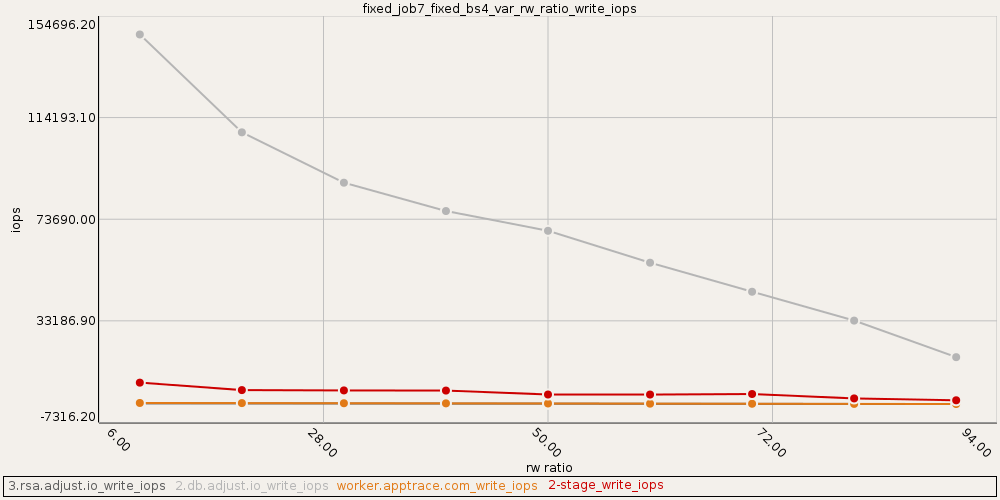 fixed_job7_fixed_bs4_var_rw_ratio_write_iops
154696.20
114193.10
73690.00
33186.90
-7316.20
iops
6.00
28.00
50.00
72.00
94.00
rw ratio
3.rsa.adjust.io_write_iops 2.db.adjust.io_write_iops worker.apptrace.com_write_iops 2-stage_write_iops